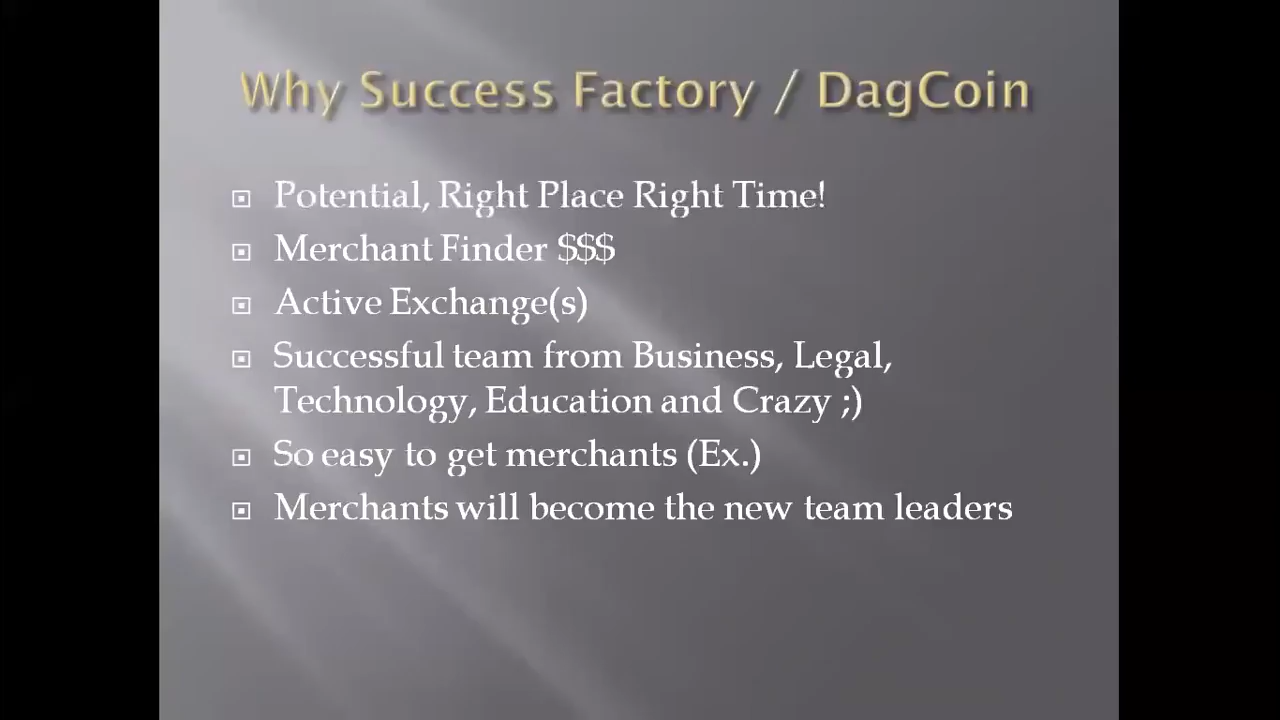 Why Success Factory / DagCoin
Potential, Right Place Right Time!
Merchant Finder $$$
Active Exchange(s)
Successful team from Business, Legal,
Technology, Education and Crazy ;)
So easy to get merchants (Ex.)
Merchants will become the new team leaders